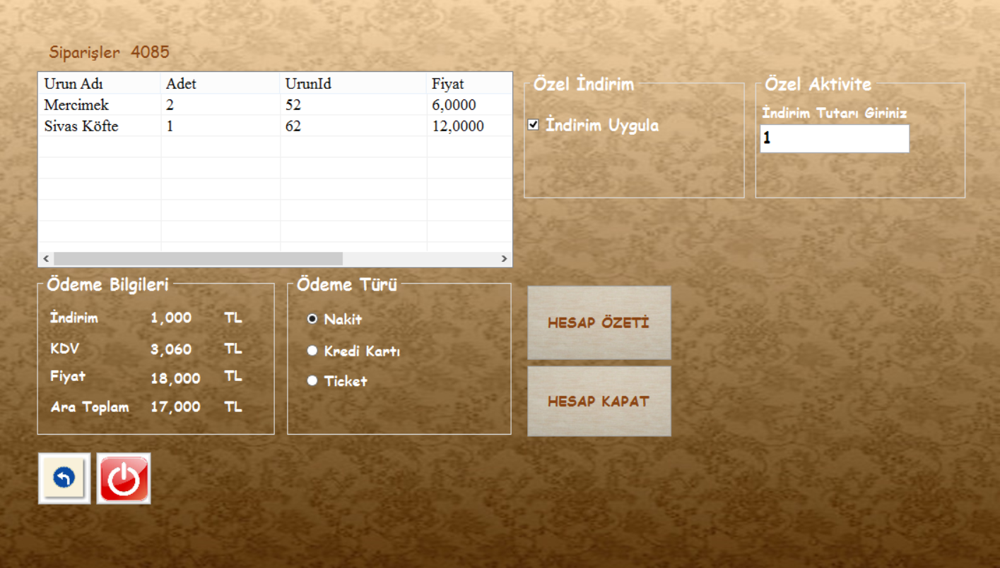 Siparişler 4085
Urun Adı Adet UrunId Fiyat
Mercimek 2 52 6,0000
Sivas Köfte 1 62 12,0000
Özel İndirim
İndirim Uygula
Özel Aktivite
İndirim Tutarı Giriniz
1
Ödeme Bilgileri
İndirim 1,000 TL
KDV 3,060 TL
Fiyat 18,000 TL
Ara Toplam 17,000 TL
Ödeme Türü
Nakit
Kredi Kartı
Ticket
HESAP ÖZETİ
HESAP KAPAT